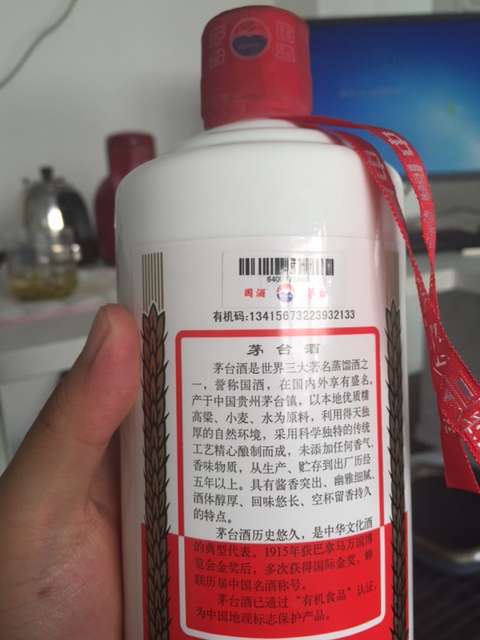 国酒
有机码:13415673223932133
茅台酒
茅台酒是世界三大著名蒸馏酒之
一，誉称国酒，在国内外享有盛名。
产于中国贵州茅台镇，以本地优质糯
高粱、小麦、水为原料，利用得天独
厚的自然环境，采用科学独特的传统
工艺精心酿制而成，未添加任何香气、
香味物质，从生产、贮存到出厂历经
五年以上。具有酱香突出、幽雅细腻、
酒体醇厚、回味悠长、空杯留香持久
的特点。
茅台酒历史悠久，是中华文化酒
的典型代表。1915年获巴拿马万国博
览会金奖后，多次获得国际金奖，蝉
联历届中国名酒称号。
茅台酒已通过“有机食品”认证，
为中国地理标志保护产品。